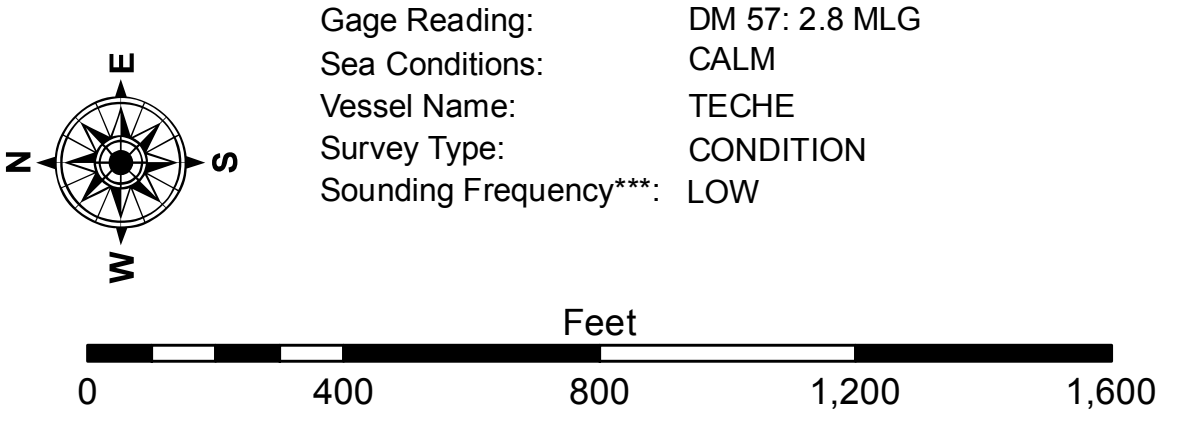 Gage Reading: DM 57: 2.8 MLG
Sea Conditions: CALM
Vessel Name: TECHE
Survey Type: CONDITION
Sounding Frequency***: LOW
E
N S
W
Feet
0 400 800 1,200 1,600